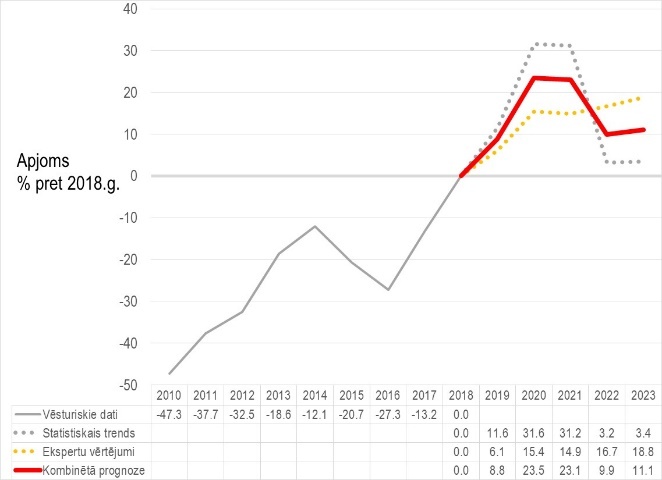 40
30
20
10
0
-10
-20
-30
-40
-50
Apjoms
% pret 2018.g.
2010 2011 2012 2013 2014 2015 2016 2017 2018 2019 2020 2021 2022 2023
Vēsturiskie dati -47.3 -37.7 -32.5 -18.6 -12.1 -20.7 -27.3 -13.2 0.0
Statistiskais trends 0.0 11.6 31.6 31.2 3.2 3.4
Ekspertu vērtējumi 0.0 6.1 15.4 14.9 16.7 18.8
Kombinētā prognoze 0.0 8.8 23.5 23.1 9.9 11.1